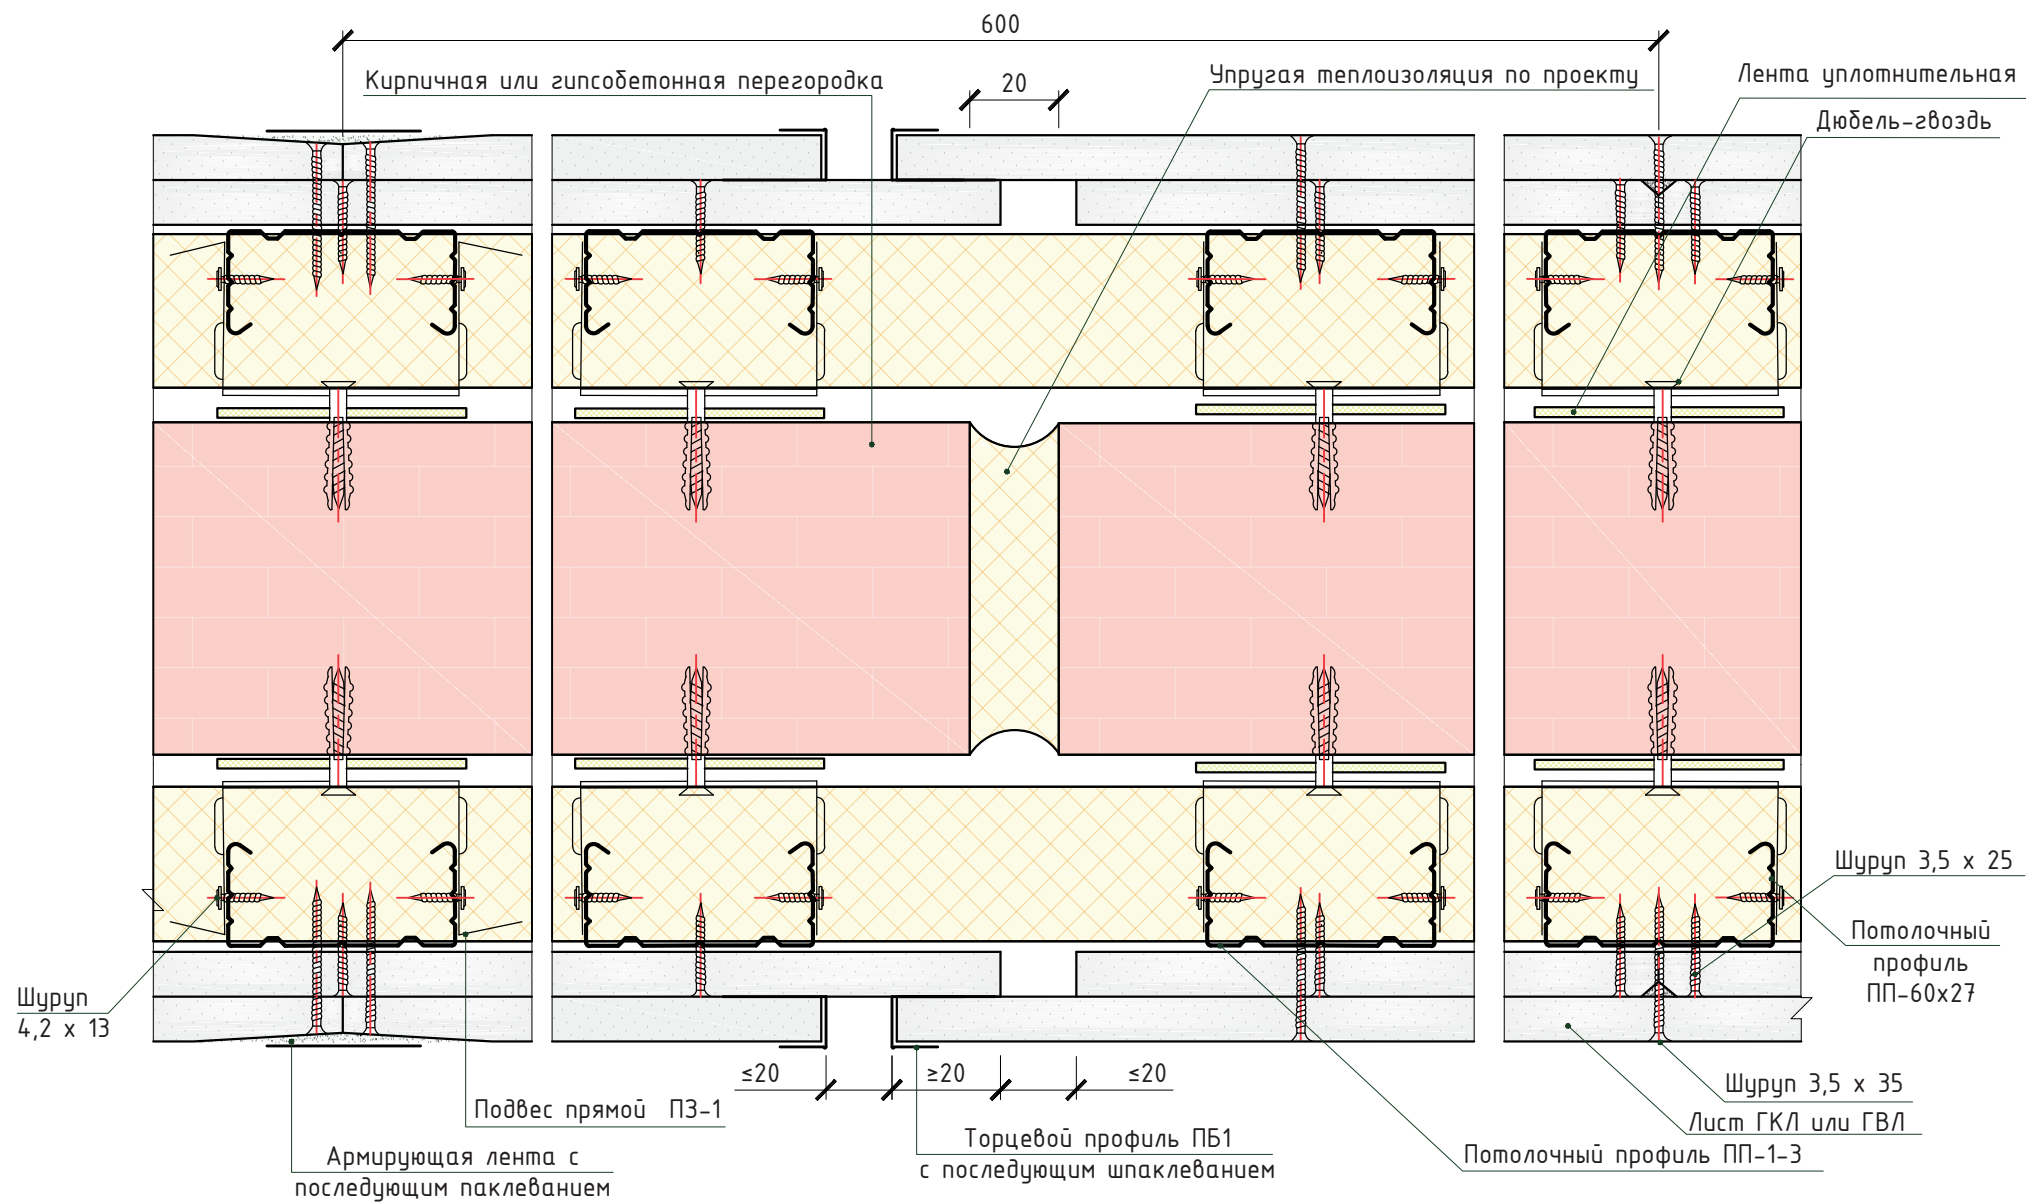 600
Кирпичная или гипсобетонная перегородка
20
Упругая теплоизоляция по проекту
Лента уплотнительная
Дюбель-гвоздь
Шуруп 3,5 x 25
Потолочный
профиль
ПП-60x27
Шуруп
4,2 x 13
≤20
≥20
≤20
Шуруп 3,5 x 35
Подвес прямой ПЗ-1
Лист ГКЛ или ГВЛ
Торцевой профиль ПБ1
с последующим шпаклеванием
Потолочный профиль ПП-1-3
Армирующая лента с
последующим паклеванием